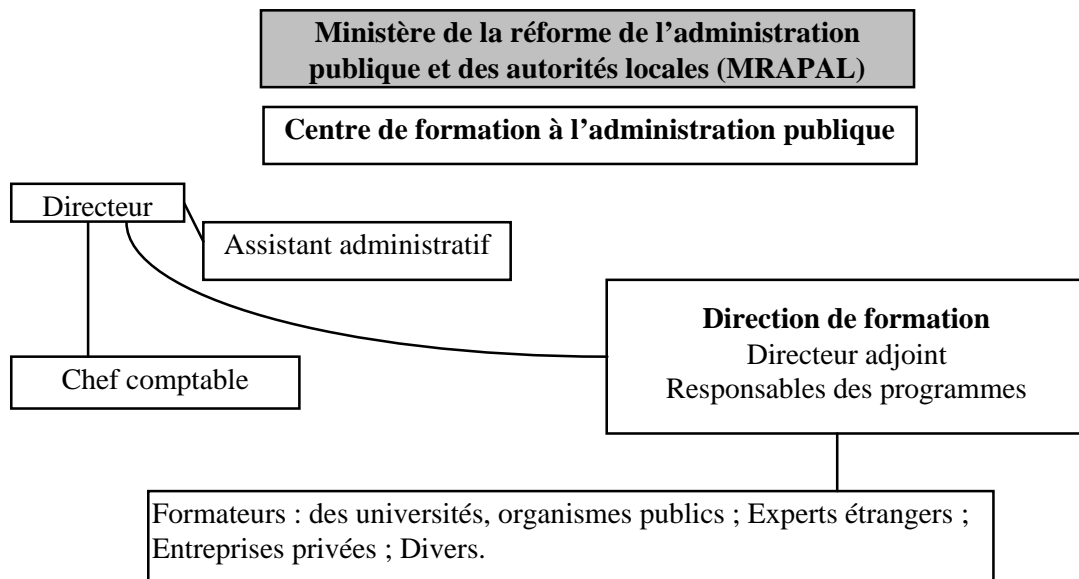 Ministère de la réforme de l’administration
publique et des autorités locales (MRAPAL)
Centre de formation à l’administration publique
Directeur
Assistant administratif
Direction de formation
Directeur adjoint
Responsables des programmes
Chef comptable
Formateurs : des universités, organismes publics ; Experts étrangers ;
Entreprises privées ; Divers.